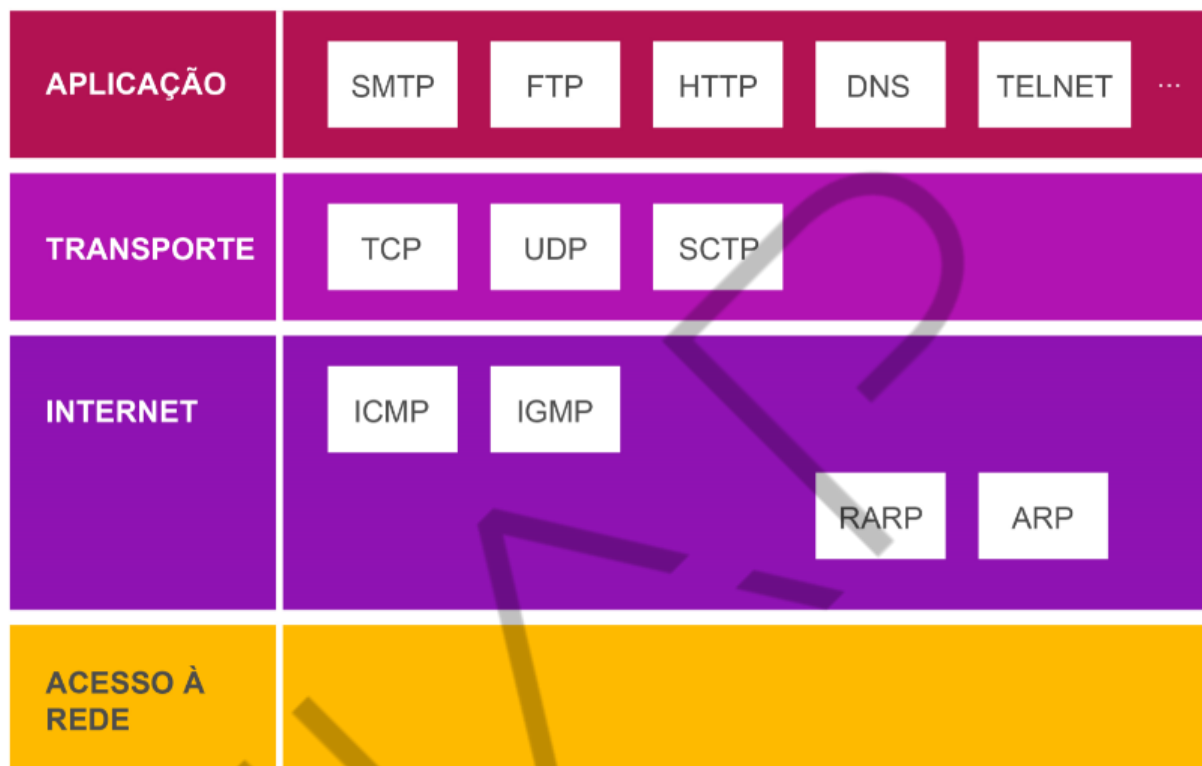 APLICAÇÃO
SMTP
FTP
HTTP
DNS
TELNET
...
TRANSPORTE
TCP
UDP
SCTP
INTERNET
ICMP
IGMP
RARP
ARP
ACESSO À
REDE